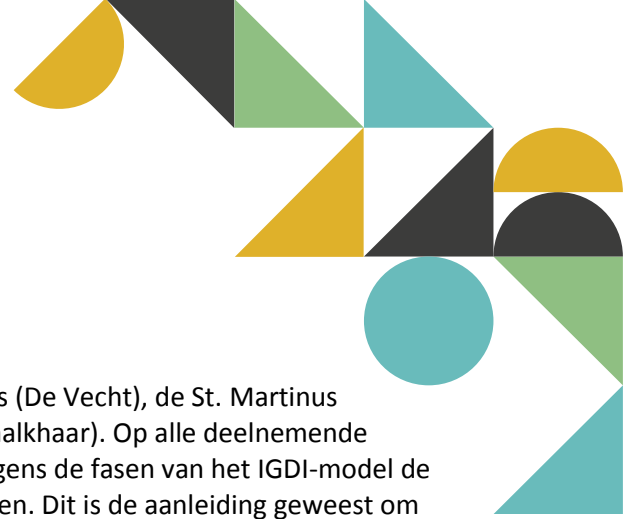 s (De Vecht), de St. Martinus
alkhaar). Op alle deelnemende
gens de fasen van het IGDI-model de
en. Dit is de aanleiding geweest om